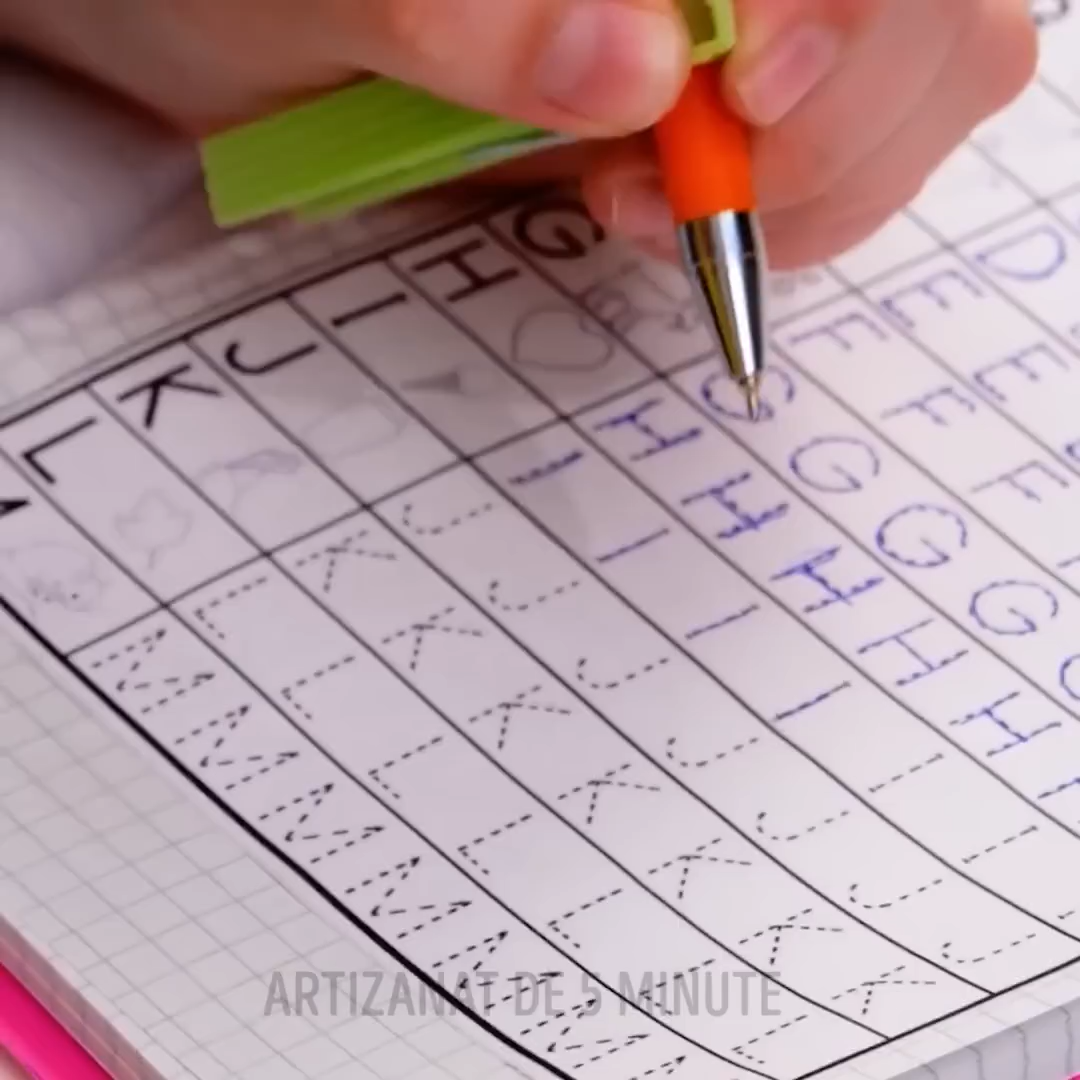 D
E E
F F F
G G G G G
H H H H H H
I I I I I I I
J J J J J J J J
K K K K K K K K
L L L L L L L L
M M M M M M
ARTIZANAT DE 5 MINUTE